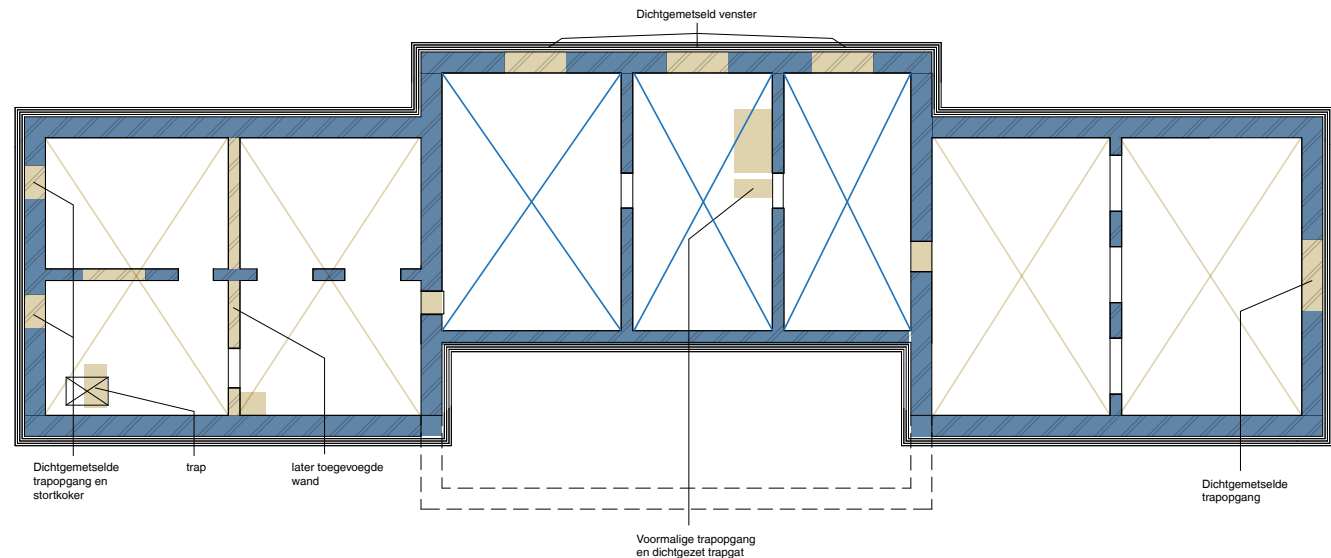 Dichtgemetseld venster
Dichtgemetselde
trapopgang en
stortkoker
trap
later toegevoegde
wand
Voormalige trapopgang
en dichtgezet trapgat
Dichtgemetselde
trapopgang